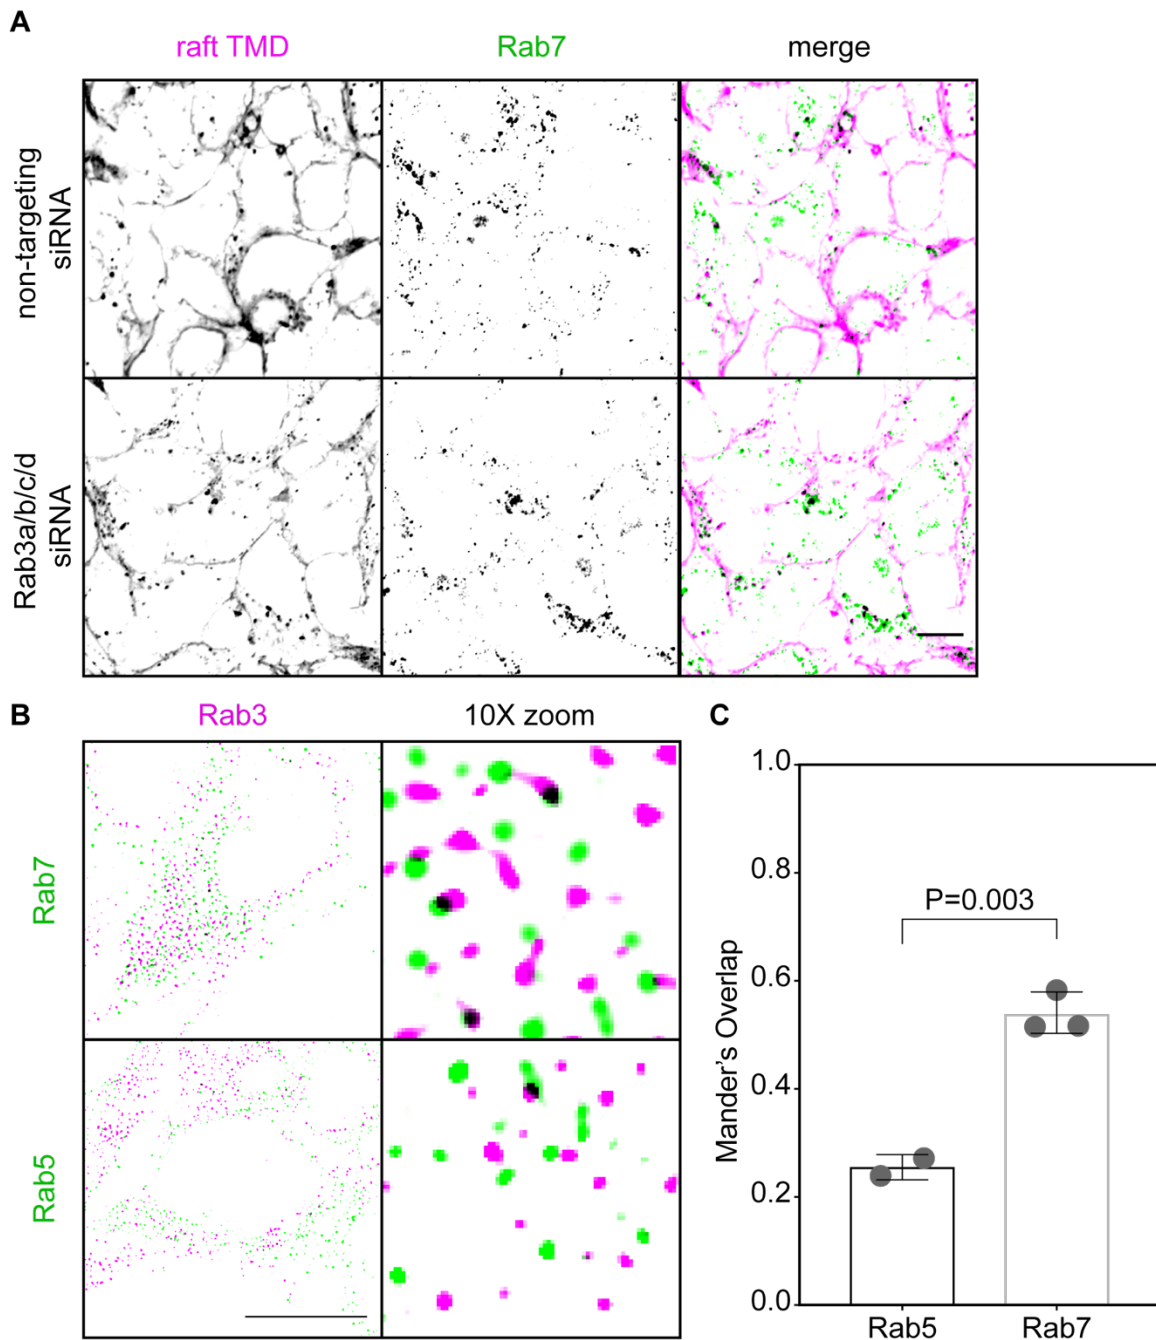 A
raft TMD
Rab7
merge
non-targeting
siRNA
Rab3a/b/c/d
siRNA
B
Rab3
10X zoom
Rab7
Rab5
C
Mander's Overlap
1.0
0.8
0.6
0.4
0.2
0.0
P=0.003
Rab5
Rab7